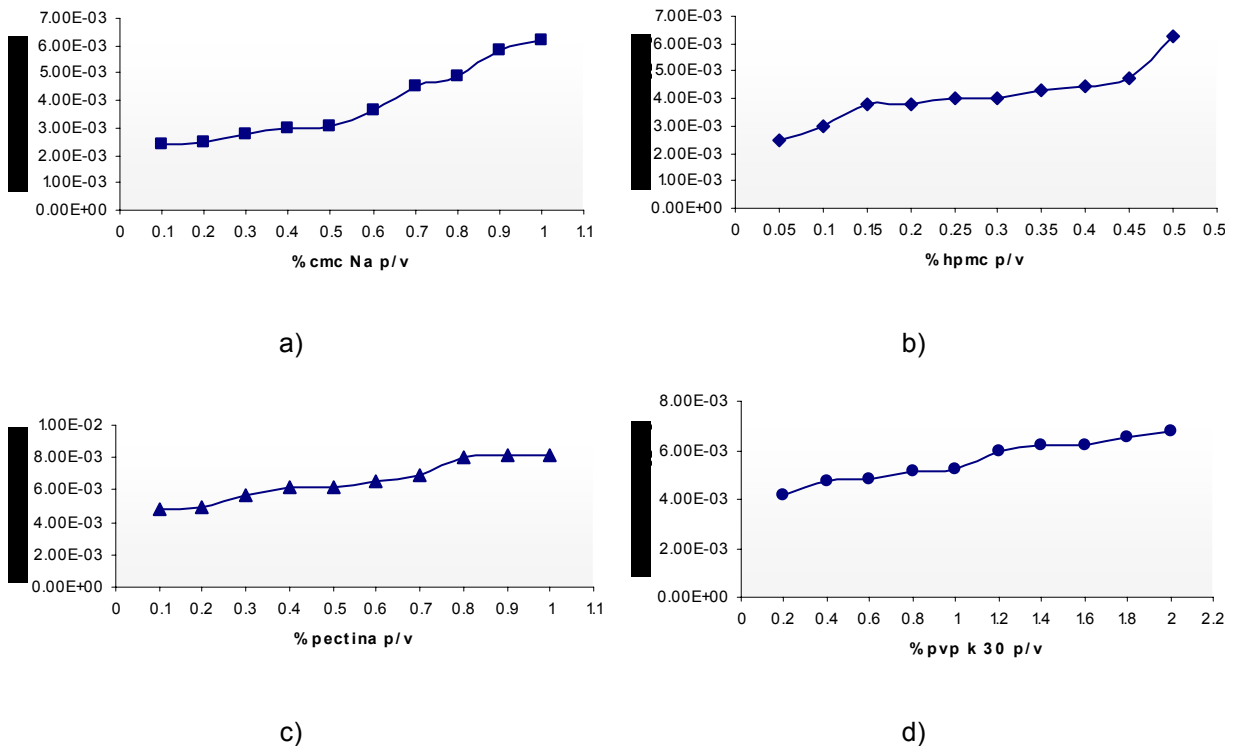 7.00E-03
6.00E-03
5.00E-03
4.00E-03
3.00E-03
2.00E-03
1.00E-03
0.00E+00
0 0.1 0.2 0.3 0.4 0.5 0.6 0.7 0.8 0.9 1 1.1
% cmc Na p/v
a)
7.00E-03
6.00E-03
5.00E-03
4.00E-03
3.00E-03
2.00E-03
1.00E-03
0.00E+00
0 0.05 0.1 0.15 0.2 0.25 0.3 0.35 0.4 0.45 0.5 0.5
% hpmc p/v
b)
1.00E-02
8.00E-03
6.00E-03
4.00E-03
2.00E-03
0.00E+00
0 0.1 0.2 0.3 0.4 0.5 0.6 0.7 0.8 0.9 1 1.1
% pectina p/v
c)
8.00E-03
6.00E-03
4.00E-03
2.00E-03
0.00E+00
0 0.2 0.4 0.6 0.8 1 1.2 1.4 1.6 1.8 2 2.2
% pvp k 30 p/v
d)